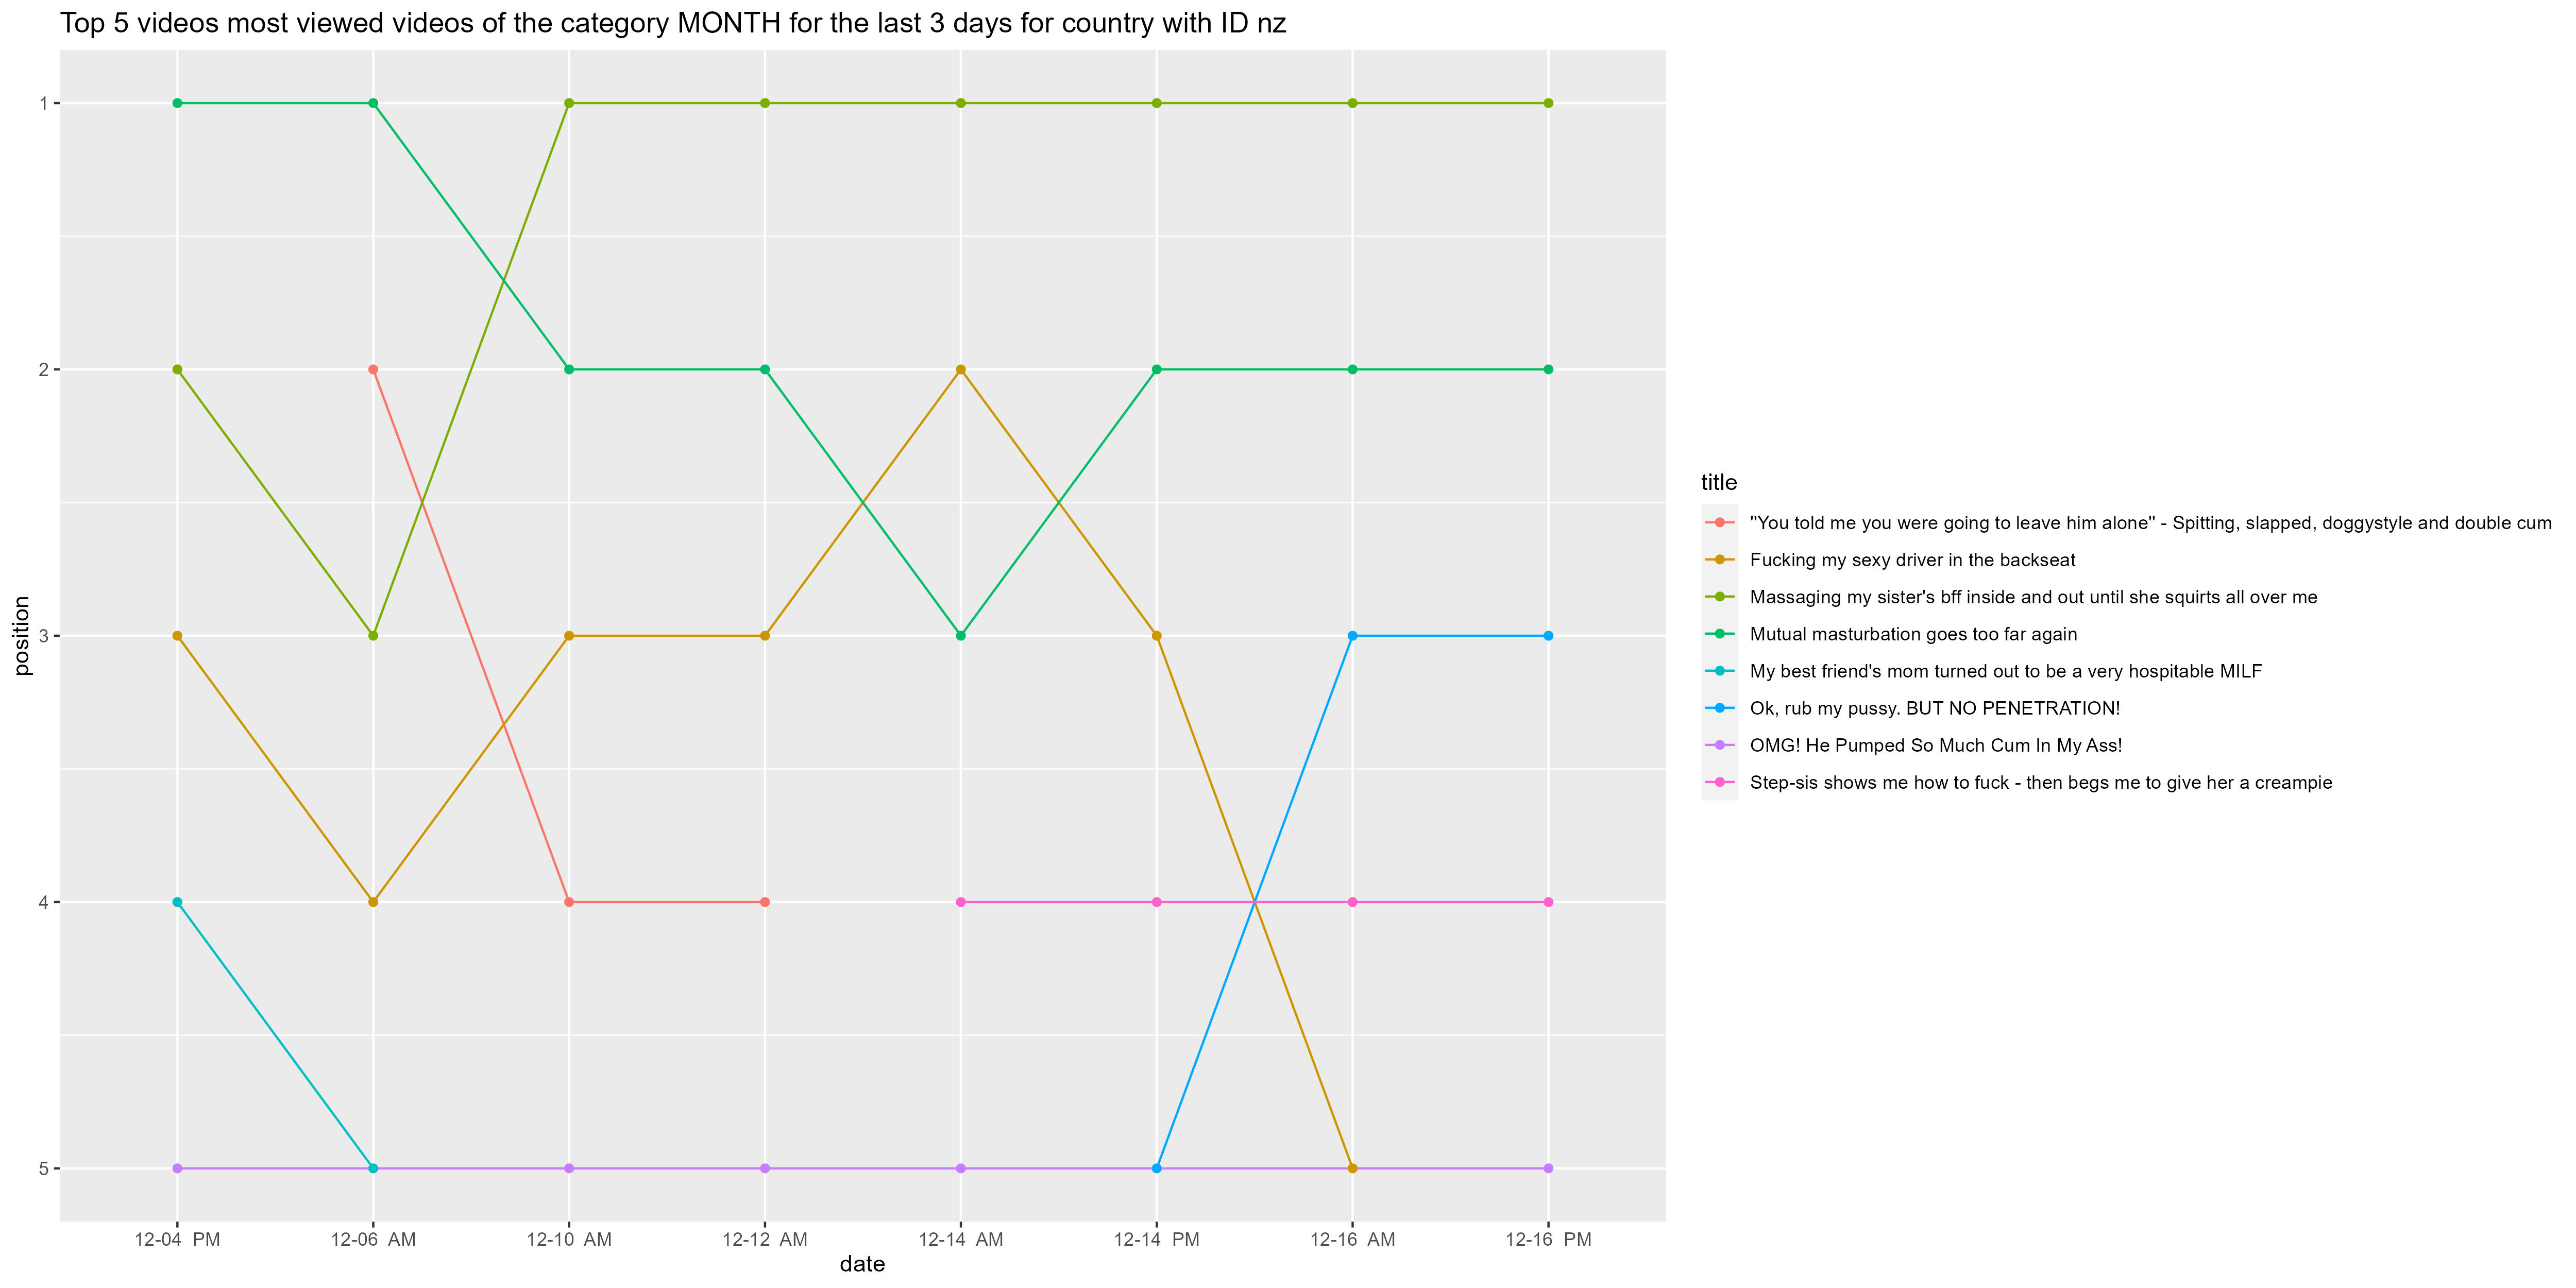 Top 5 videos most viewed videos of the category MONTH for the last 3 days for country with ID nz
1
2
3
4
5
position
12-04 PM
12-06 AM
12-10 AM
12-12 AM
12-14 AM
12-14 PM
12-16 AM
12-16 PM
date
title
"You told me you were going to leave him alone" - Spitting, slapped, doggystyle and double cum
Fucking my sexy driver in the backseat
Massaging my sister's bff inside and out until she squirts all over me
Mutual masturbation goes too far again
My best friend's mom turned out to be a very hospitable MILF
Ok, rub my pussy. BUT NO PENETRATION!
OMG! He Pumped So Much Cum In My Ass!
Step-sis shows me how to fuck - then begs me to give her a creampie